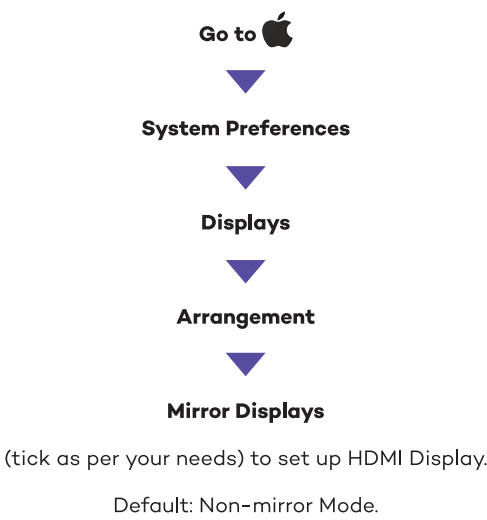 Go to
System Preferences
Displays
Arrangement
Mirror Displays
(tick as per your needs) to set up HDMI Display.
Default: Non-mirror Mode.